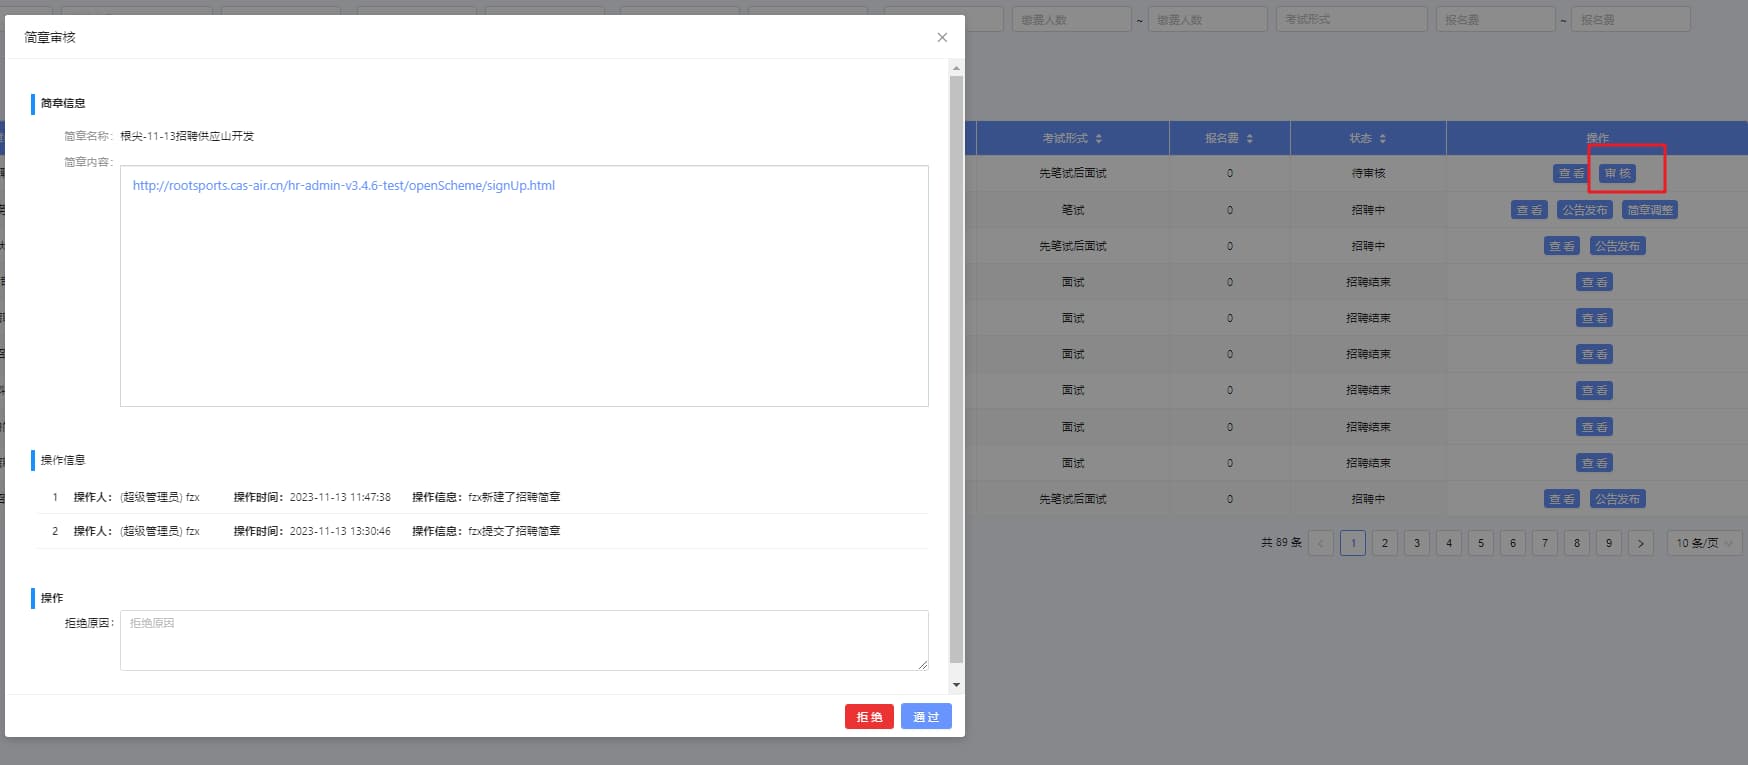 缴费人数 ~ 缴费人数 考试形式 报名费 ~ 报名费
简章审核
简章信息
简章名称： 根尖-11-13招聘供应山开发
简章内容：
http://rootsports.cas-air.cn/hr-admin-v3.4.6-test/openScheme/signUp.html
操作信息
1 操作人： (超级管理员) fzx 操作时间： 2023-11-13 11:47:38 操作信息： fzx新建了招聘简章
2 操作人： (超级管理员) fzx 操作时间： 2023-11-13 13:30:46 操作信息： fzx提交了招聘简章
操作
拒绝原因： 拒绝原因
拒绝 通过
考试形式 报名费 状态 操作
先笔试后面试 0 待审核 查看 审核
笔试 0 招聘中 查看 公告发布 简章调整
先笔试后面试 0 招聘中 查看 公告发布
面试 0 招聘结束 查看
面试 0 招聘结束 查看
面试 0 招聘结束 查看
面试 0 招聘结束 查看
面试 0 招聘结束 查看
面试 0 招聘结束 查看
先笔试后面试 0 招聘中 查看 公告发布
共 89 条 < 1 2 3 4 5 6 7 8 9 > 10 条/页